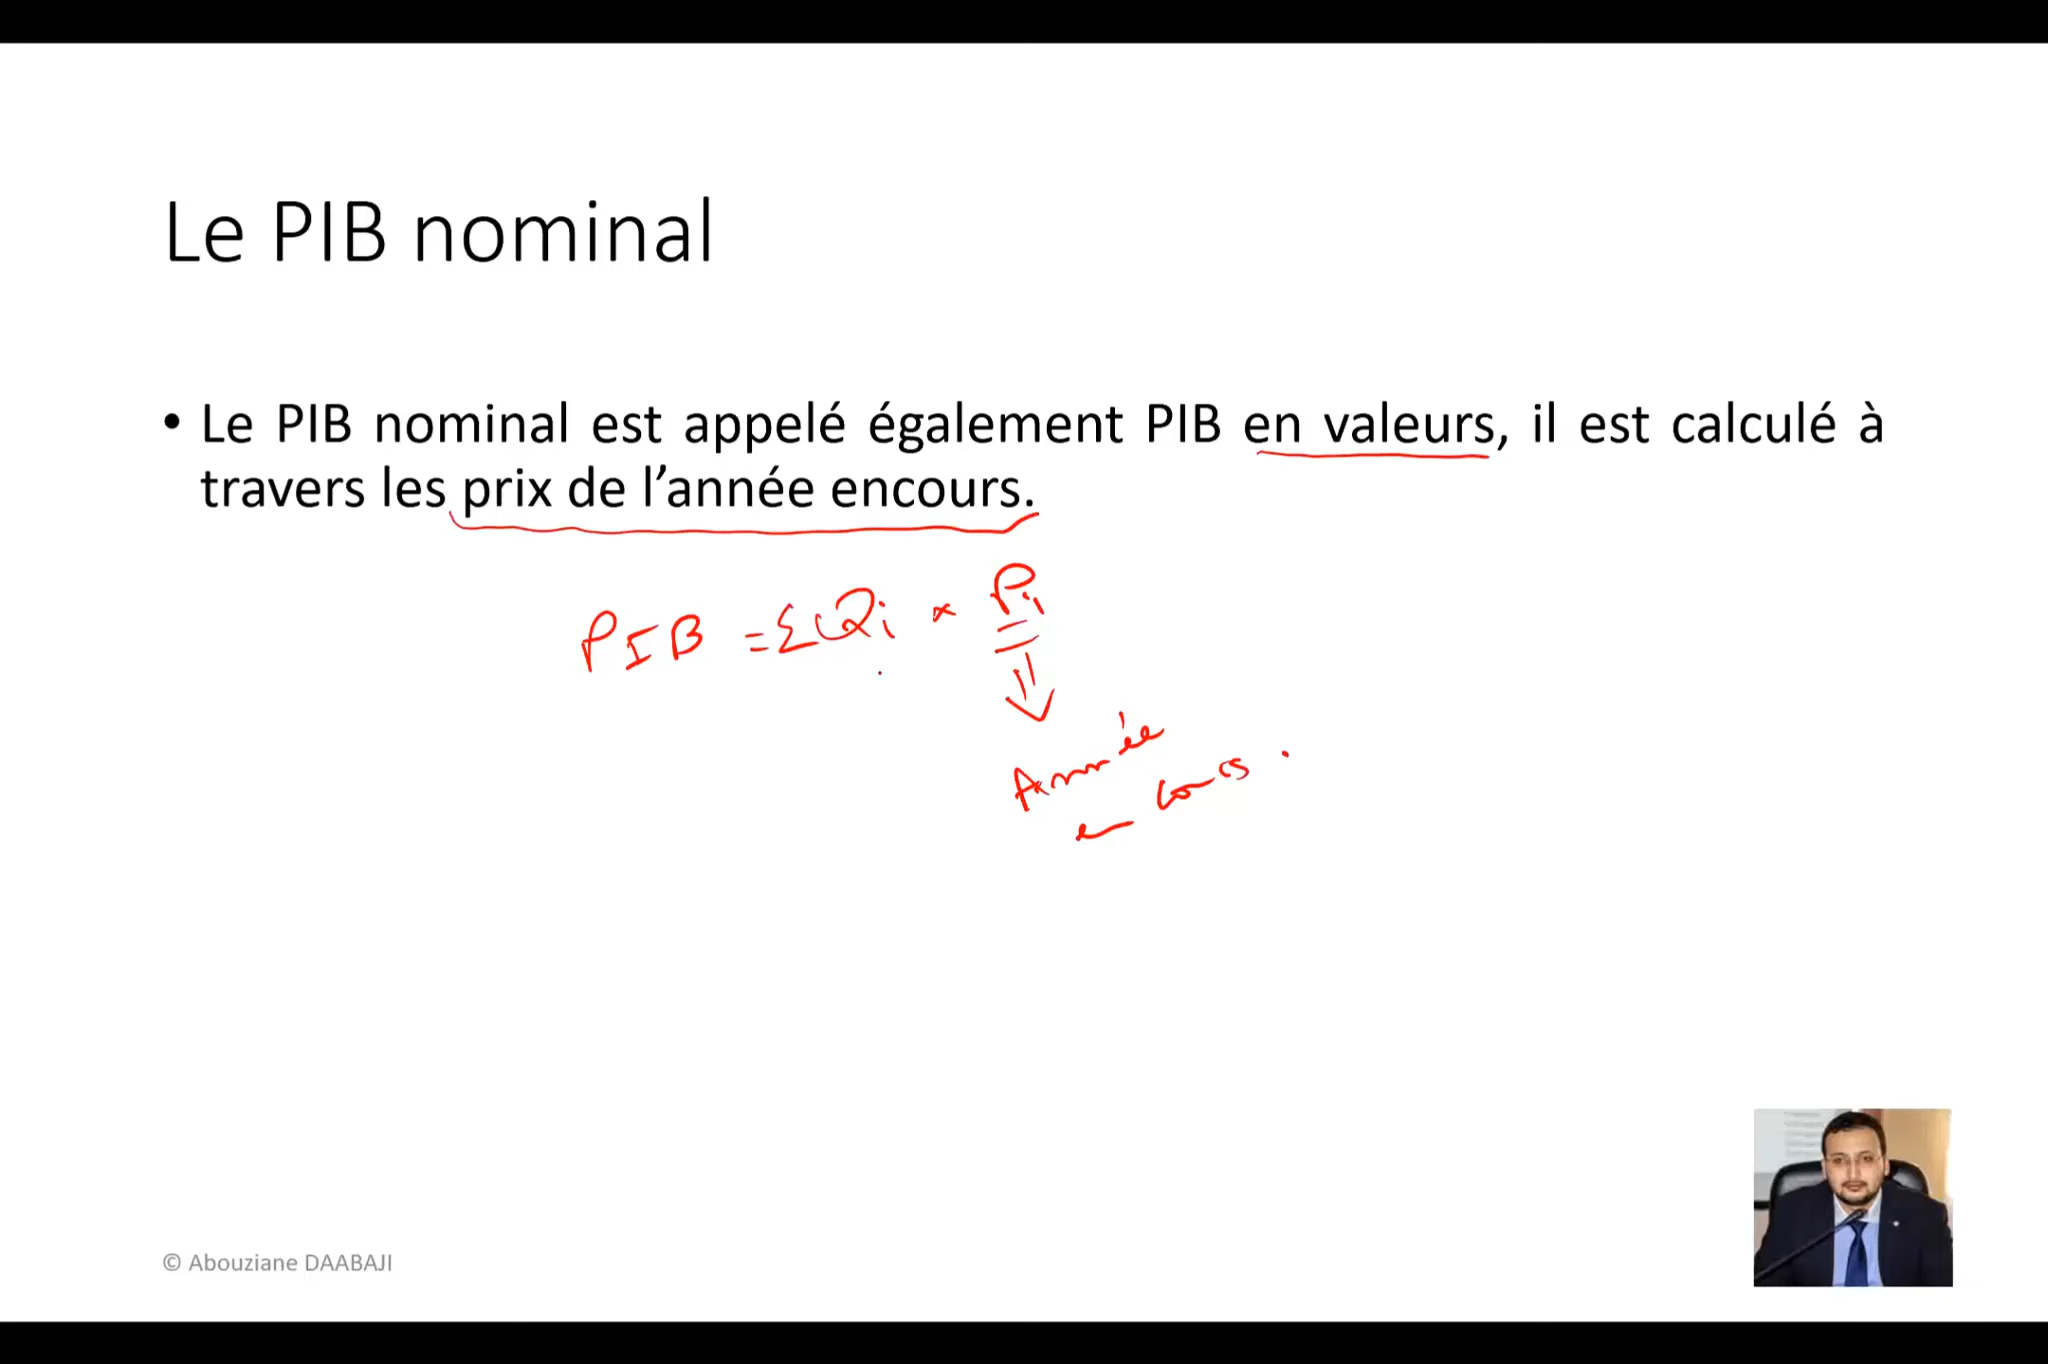 Le PIB nominal
• Le PIB nominal est appelé également PIB en valeurs, il est calculé à
travers les prix de l’année encours.
PIB = ΣQi × Pi
Année
en cours.
© Abouziane DAABAJI